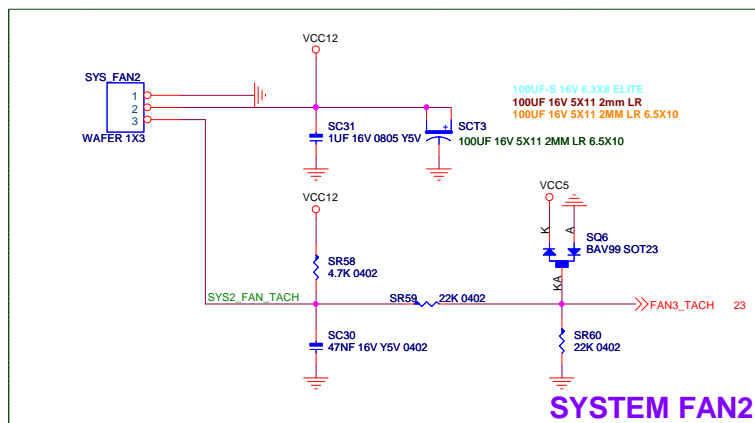 VCC12
SYS_FAN2
1
2
3
WAFER 1X3
SC31
1UF 16V 0805 Y5V
SCT3
100UF 16V 5X11 2MM LR 6.5X10
100UF-S 16V 6.3X8 ELITE
100UF 16V 5X11 2mm LR
100UF 16V 5X11 2MM LR 6.5X10
VCC12
SR58
4.7K 0402
SYS2_FAN_TACH
SR59
22K 0402
SC30
47NF 16V Y5V 0402
VCC5
K
A
SQ6
BAV99 SOT23
KA
FAN3_TACH
23
SR60
22K 0402
SYSTEM FAN2